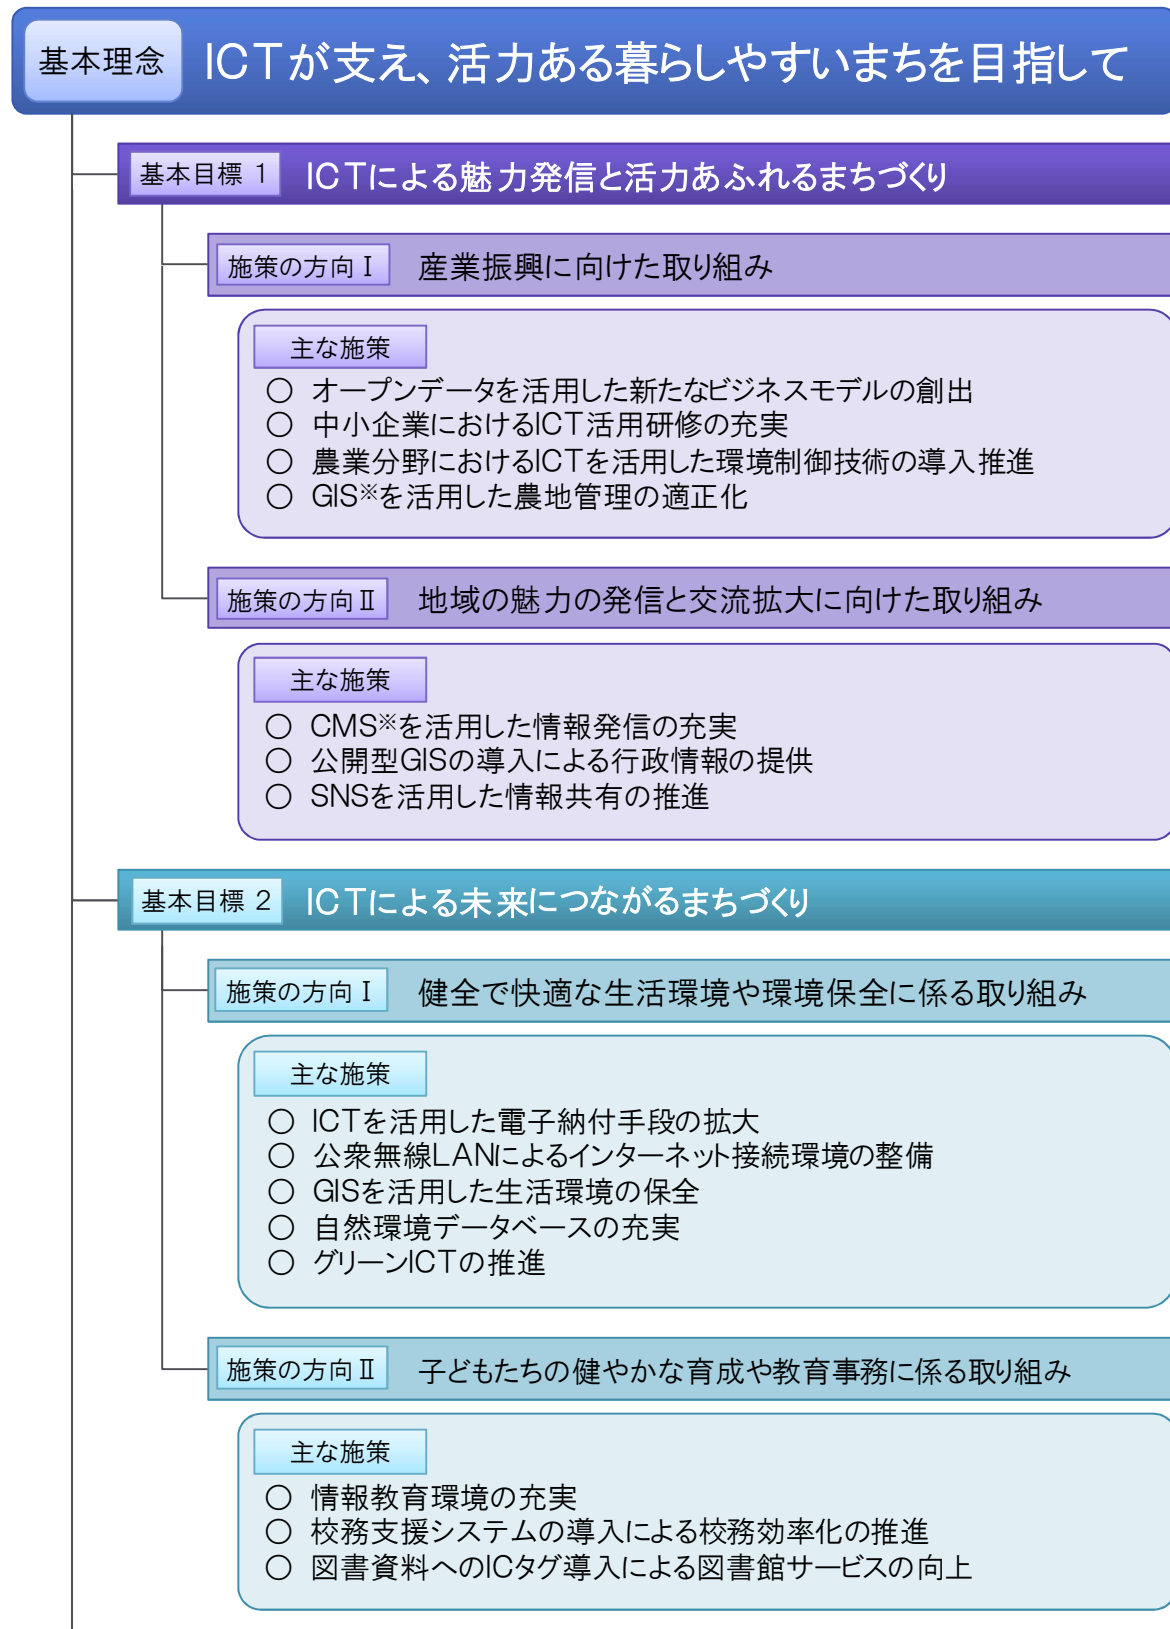 基本理念 ICTが支え、活力ある暮らしやすいまちを目指して
基本目標 1 ICTによる魅力発信と活力あふれるまちづくり
施策の方向Ⅰ 産業振興に向けた取り組み
主な施策
○ オープンデータを活用した新たなビジネスモデルの創出
○ 中小企業におけるICT活用研修の充実
○ 農業分野におけるICTを活用した環境制御技術の導入推進
○ GIS※を活用した農地管理の適正化
施策の方向Ⅱ 地域の魅力の発信と交流拡大に向けた取り組み
主な施策
○ CMS※を活用した情報発信の充実
○ 公開型GISの導入による行政情報の提供
○ SNSを活用した情報共有の推進
基本目標 2 ICTによる未来につながるまちづくり
施策の方向Ⅰ 健全で快適な生活環境や環境保全に係る取り組み
主な施策
○ ICTを活用した電子納付手段の拡大
○ 公衆無線LANによるインターネット接続環境の整備
○ GISを活用した生活環境の保全
○ 自然環境データベースの充実
○ グリーンICTの推進
施策の方向Ⅱ 子どもたちの健やかな育成や教育事務に係る取り組み
主な施策
○ 情報教育環境の充実
○ 校務支援システムの導入による校務効率化の推進
○ 図書資料へのICタグ導入による図書館サービスの向上